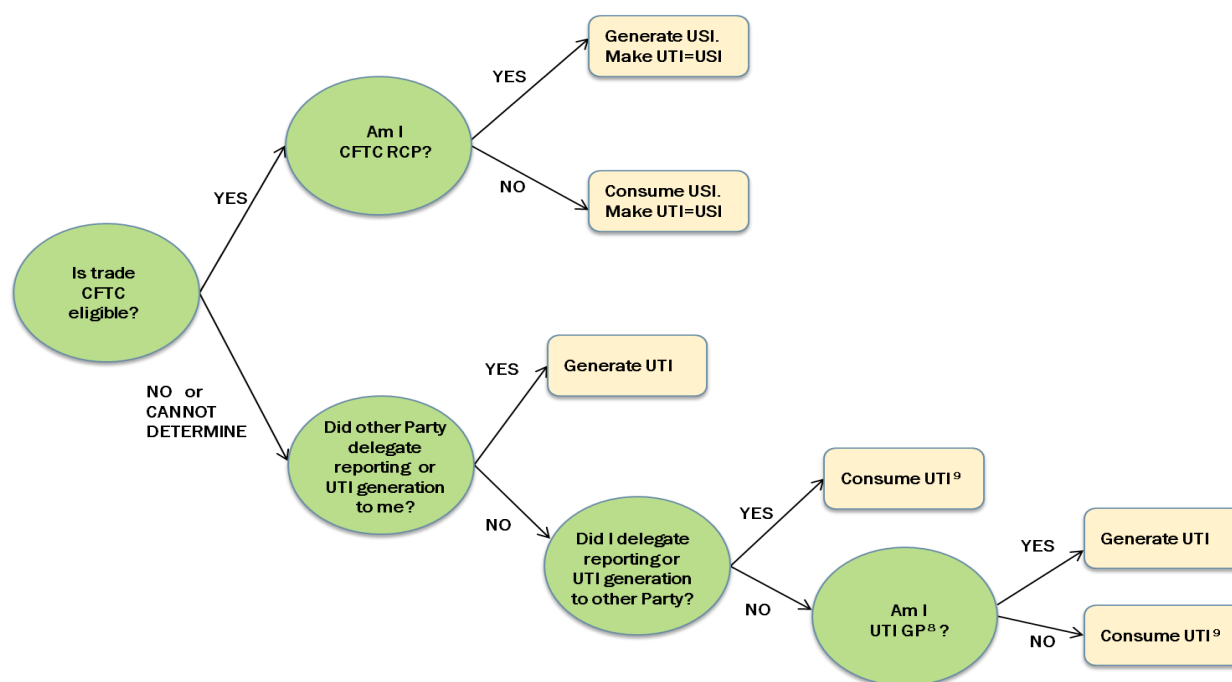 Generate USI.
Make UTI=USI
YES
Am I
CFTC RCP?
NO
Consume USI.
Make UTI=USI
YES
Is trade
CFTC
eligible?
NO or
CANNOT
DETERMINE
YES
Generate UTI
Did other Party
delegate
reporting or
UTI generation
to me?
NO
Consume UTI⁹
YES
Did I delegate
reporting or
UTI generation
to other Party?
NO
YES
Generate UTI
Am I
UTI GP⁸ ?
NO
Consume UTI⁹